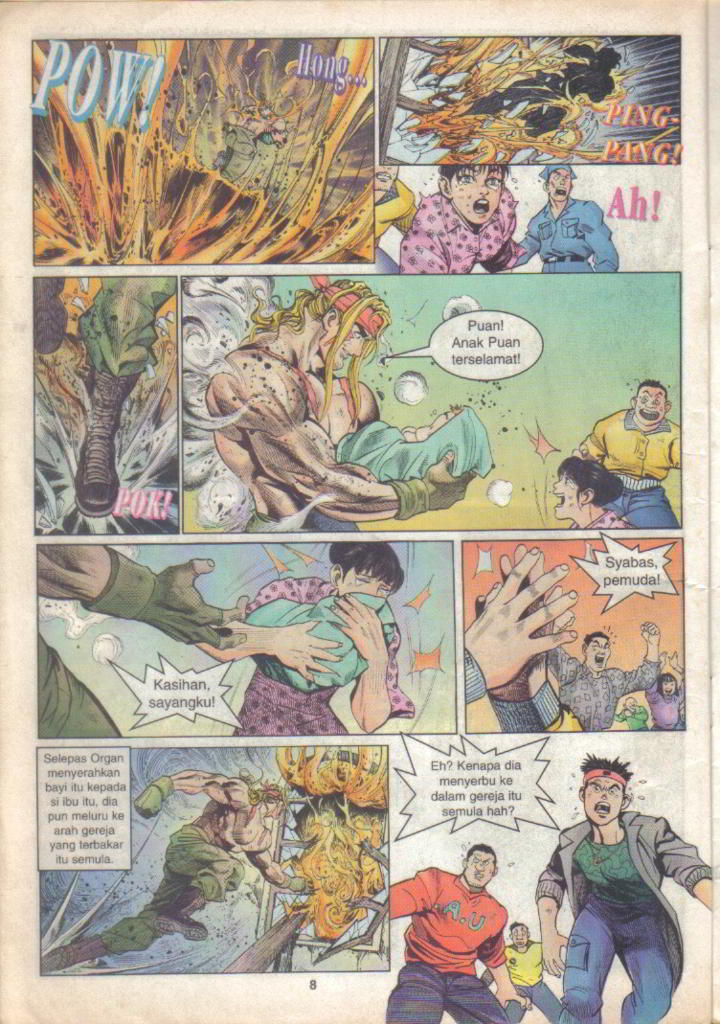 POW!
Hong...
PING-
PANG!
Ah!
POK!
Puan!
Anak Puan
terselamat!
Kasihan,
sayangku!
Syabas,
pemuda!
Selepas Organ
menyerahkan
bayi itu kepada
si ibu itu, dia
pun meluru ke
arah gereja
yang terbakar
itu semula.
Eh? Kenapa dia
menyerbu ke
dalam gereja itu
semula hah?
A.U
8